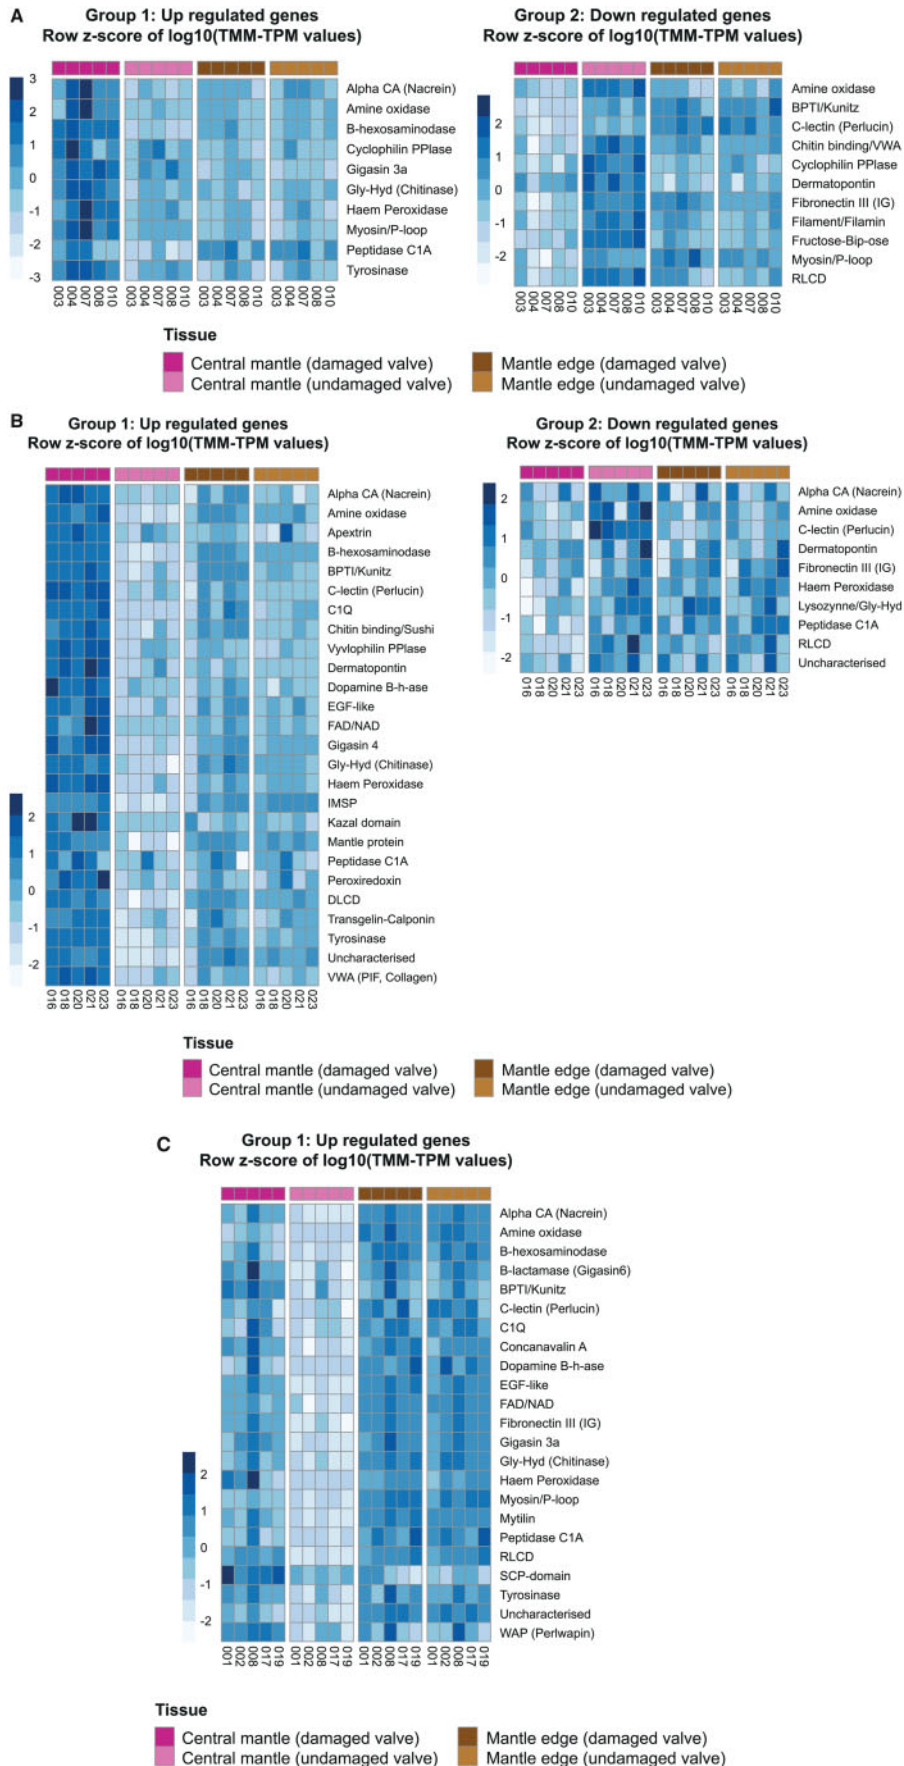 A
Group 1: Up regulated genes
Row z-score of log10(TMM-TPM values)
3
2
1
0
-1
-2
-3
Alpha CA (Nacrein)
Amine oxidase
B-hexosaminodase
Cyclophilin PPlase
Gigasin 3a
Gly-Hyd (Chitinase)
Haem Peroxidase
Myosin/P-loop
Peptidase C1A
Tyrosinase
003 004 007 008 010 003 004 007 008 010 003 004 007 008 010 003 004 007 008 010
Group 2: Down regulated genes
Row z-score of log10(TMM-TPM values)
2
1
0
-1
-2
Amine oxidase
BPTI/Kunitz
C-lectin (Perlucin)
Chitin binding/VWA
Cyclophilin PPlase
Dermatopontin
Fibronectin III (IG)
Filament/Filamin
Fructose-Bip-ose
Myosin/P-loop
RLCD
003 004 007 008 010 003 004 007 008 010 003 004 007 008 010 003 004 007 008 010
Tissue
Central mantle (damaged valve)
Central mantle (undamaged valve)
Mantle edge (damaged valve)
Mantle edge (undamaged valve)
B
Group 1: Up regulated genes
Row z-score of log10(TMM-TPM values)
2
1
0
-1
-2
Alpha CA (Nacrein)
Amine oxidase
Apextrin
B-hexosaminodase
BPTI/Kunitz
C-lectin (Perlucin)
C1Q
Chitin binding/Sushi
Vyvlophilin PPlase
Dermatopontin
Dopamine B-h-ase
EGF-like
FAD/NAD
Gigasin 4
Gly-Hyd (Chitinase)
Haem Peroxidase
IMSP
Kazal domain
Mantle protein
Peptidase C1A
Peroxiredoxin
DLCD
Transgelin-Calponin
Tyrosinase
Uncharacterised
VWA (PIF, Collagen)
016 018 020 021 023 016 018 020 021 023 016 018 020 021 023 016 018 020 021 023
Group 2: Down regulated genes
Row z-score of log10(TMM-TPM values)
2
1
0
-1
-2
Alpha CA (Nacrein)
Amine oxidase
C-lectin (Perlucin)
Dermatopontin
Fibronectin III (IG)
Haem Peroxidase
Lysozynne/Gly-Hyd
Peptidase C1A
RLCD
Uncharacterised
016 018 020 021 023 016 018 020 021 023 016 018 020 021 023 016 018 020 021 023
Tissue
Central mantle (damaged valve)
Central mantle (undamaged valve)
Mantle edge (damaged valve)
Mantle edge (undamaged valve)
C
Group 1: Up regulated genes
Row z-score of log10(TMM-TPM values)
2
1
0
-1
-2
Alpha CA (Nacrein)
Amine oxidase
B-hexosaminodase
B-lactamase (Gigasin6)
BPTI/Kunitz
C-lectin (Perlucin)
C1Q
Concanavalin A
Dopamine B-h-ase
EGF-like
FAD/NAD
Fibronectin III (IG)
Gigasin 3a
Gly-Hyd (Chitinase)
Haem Peroxidase
Myosin/P-loop
Mytilin
Peptidase C1A
RLCD
SCP-domain
Tyrosinase
Uncharacterised
WAP (Perlwapin)
001 002 008 017 019 001 002 008 017 019 001 002 008 017 019 001 002 008 017 019
Tissue
Central mantle (damaged valve)
Central mantle (undamaged valve)
Mantle edge (damaged valve)
Mantle edge (undamaged valve)